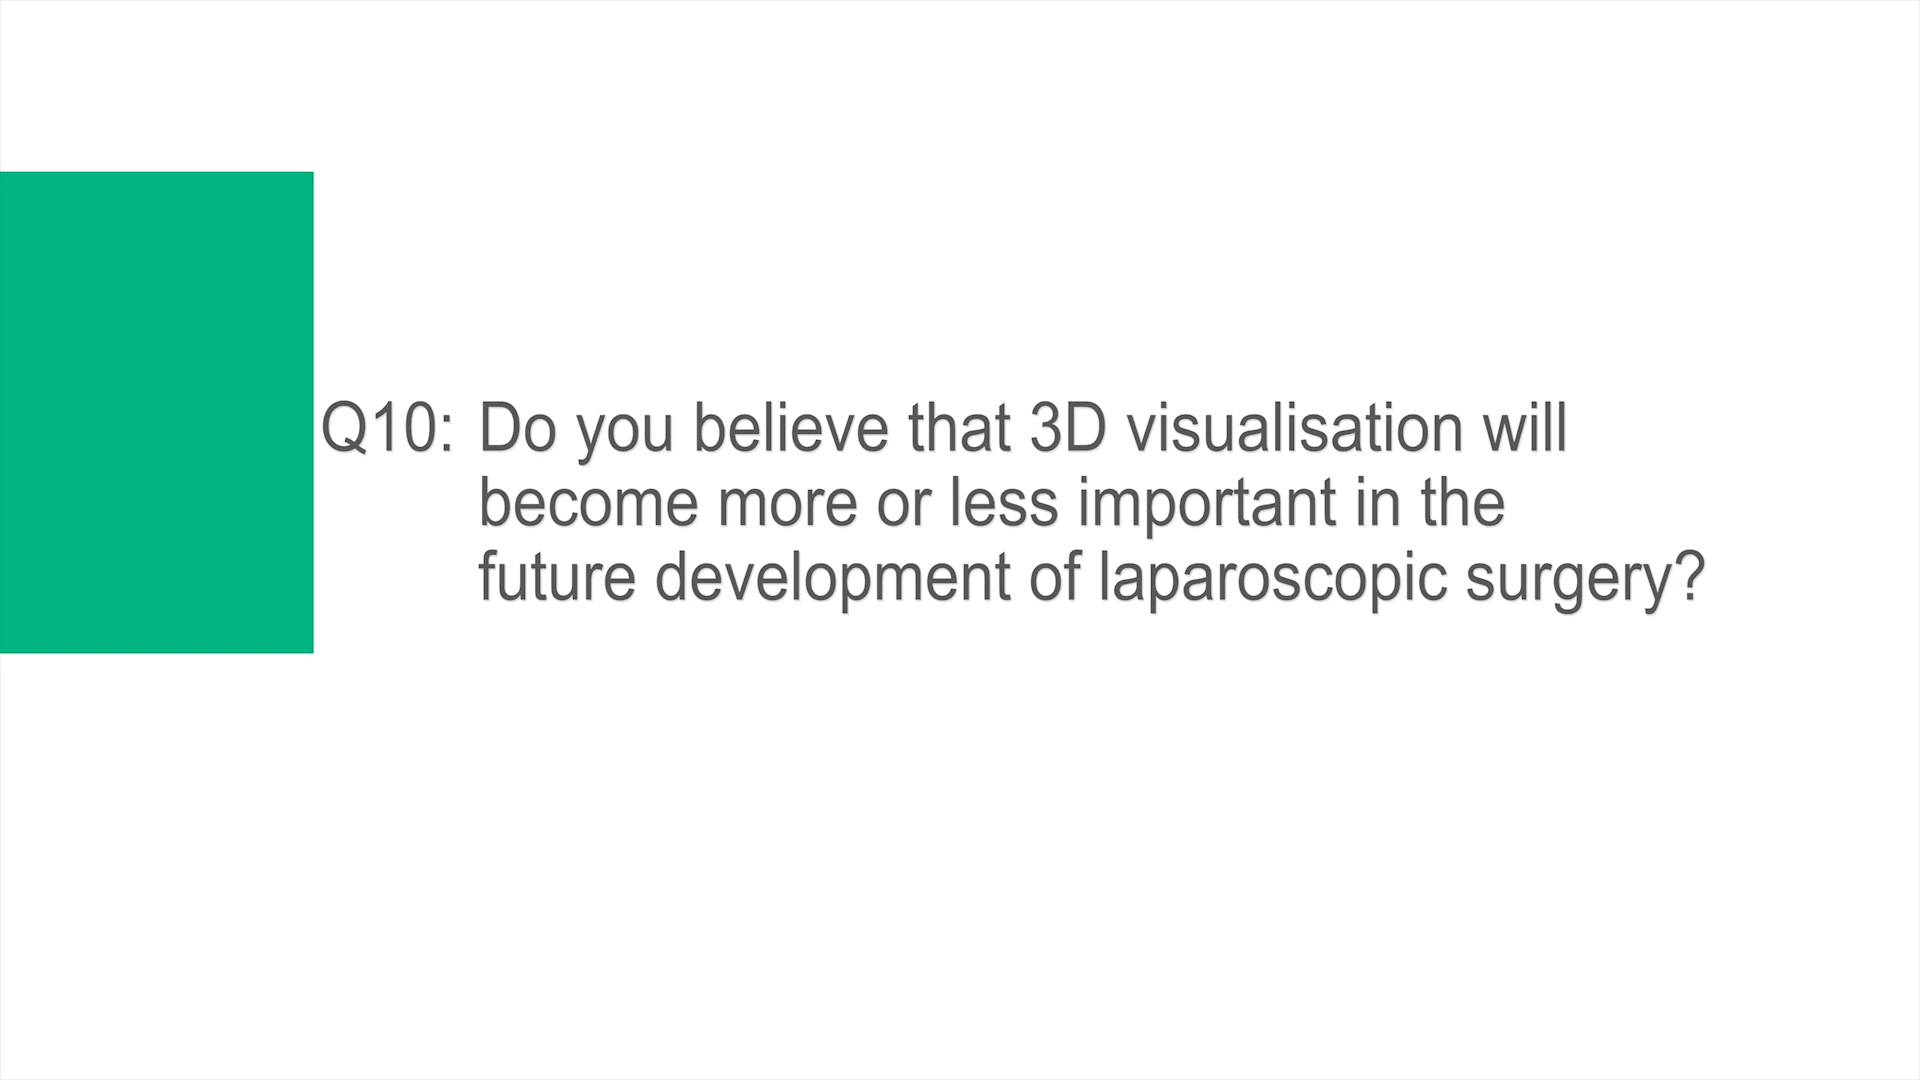 Q10: Do you believe that 3D visualisation will
become more or less important in the
future development of laparoscopic surgery?